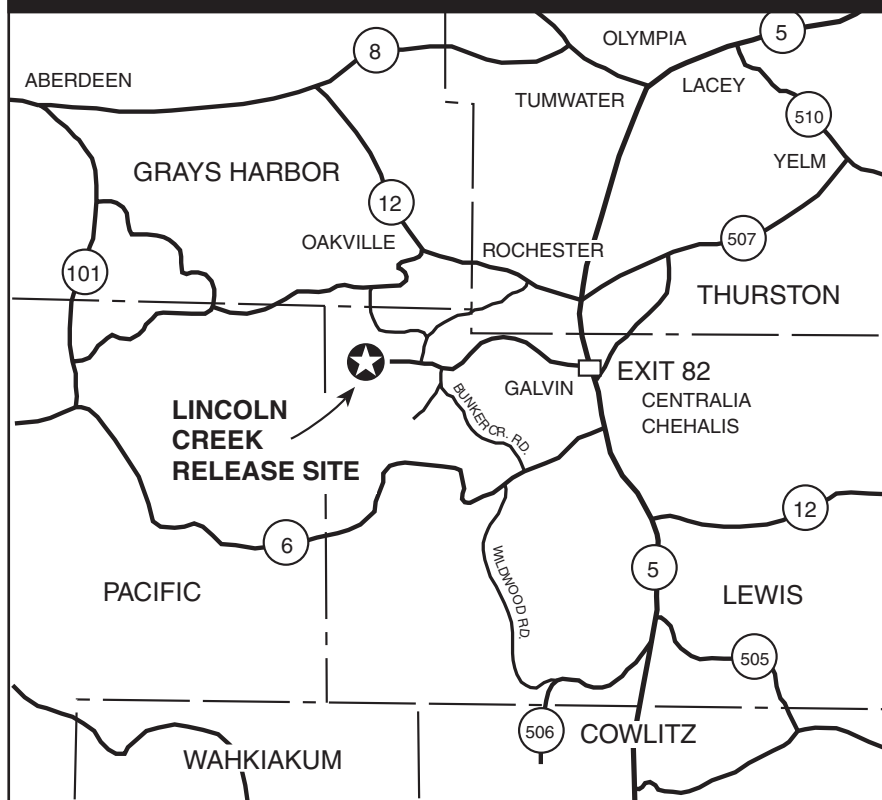 5
OLYMPIA
8
ABERDEEN
LACEY
TUMWATER
510
YELM
GRAYS HARBOR
12
OAKVILLE
ROCHESTER
507
101
THURSTON
EXIT 82
GALVIN
CENTRALIA
CHEHALIS
BUNKER CR. RD.
LINCOLN
CREEK
RELEASE SITE
12
6
5
WILDWOOD RD.
PACIFIC
LEWIS
505
506
COWLITZ
WAHKIAKUM